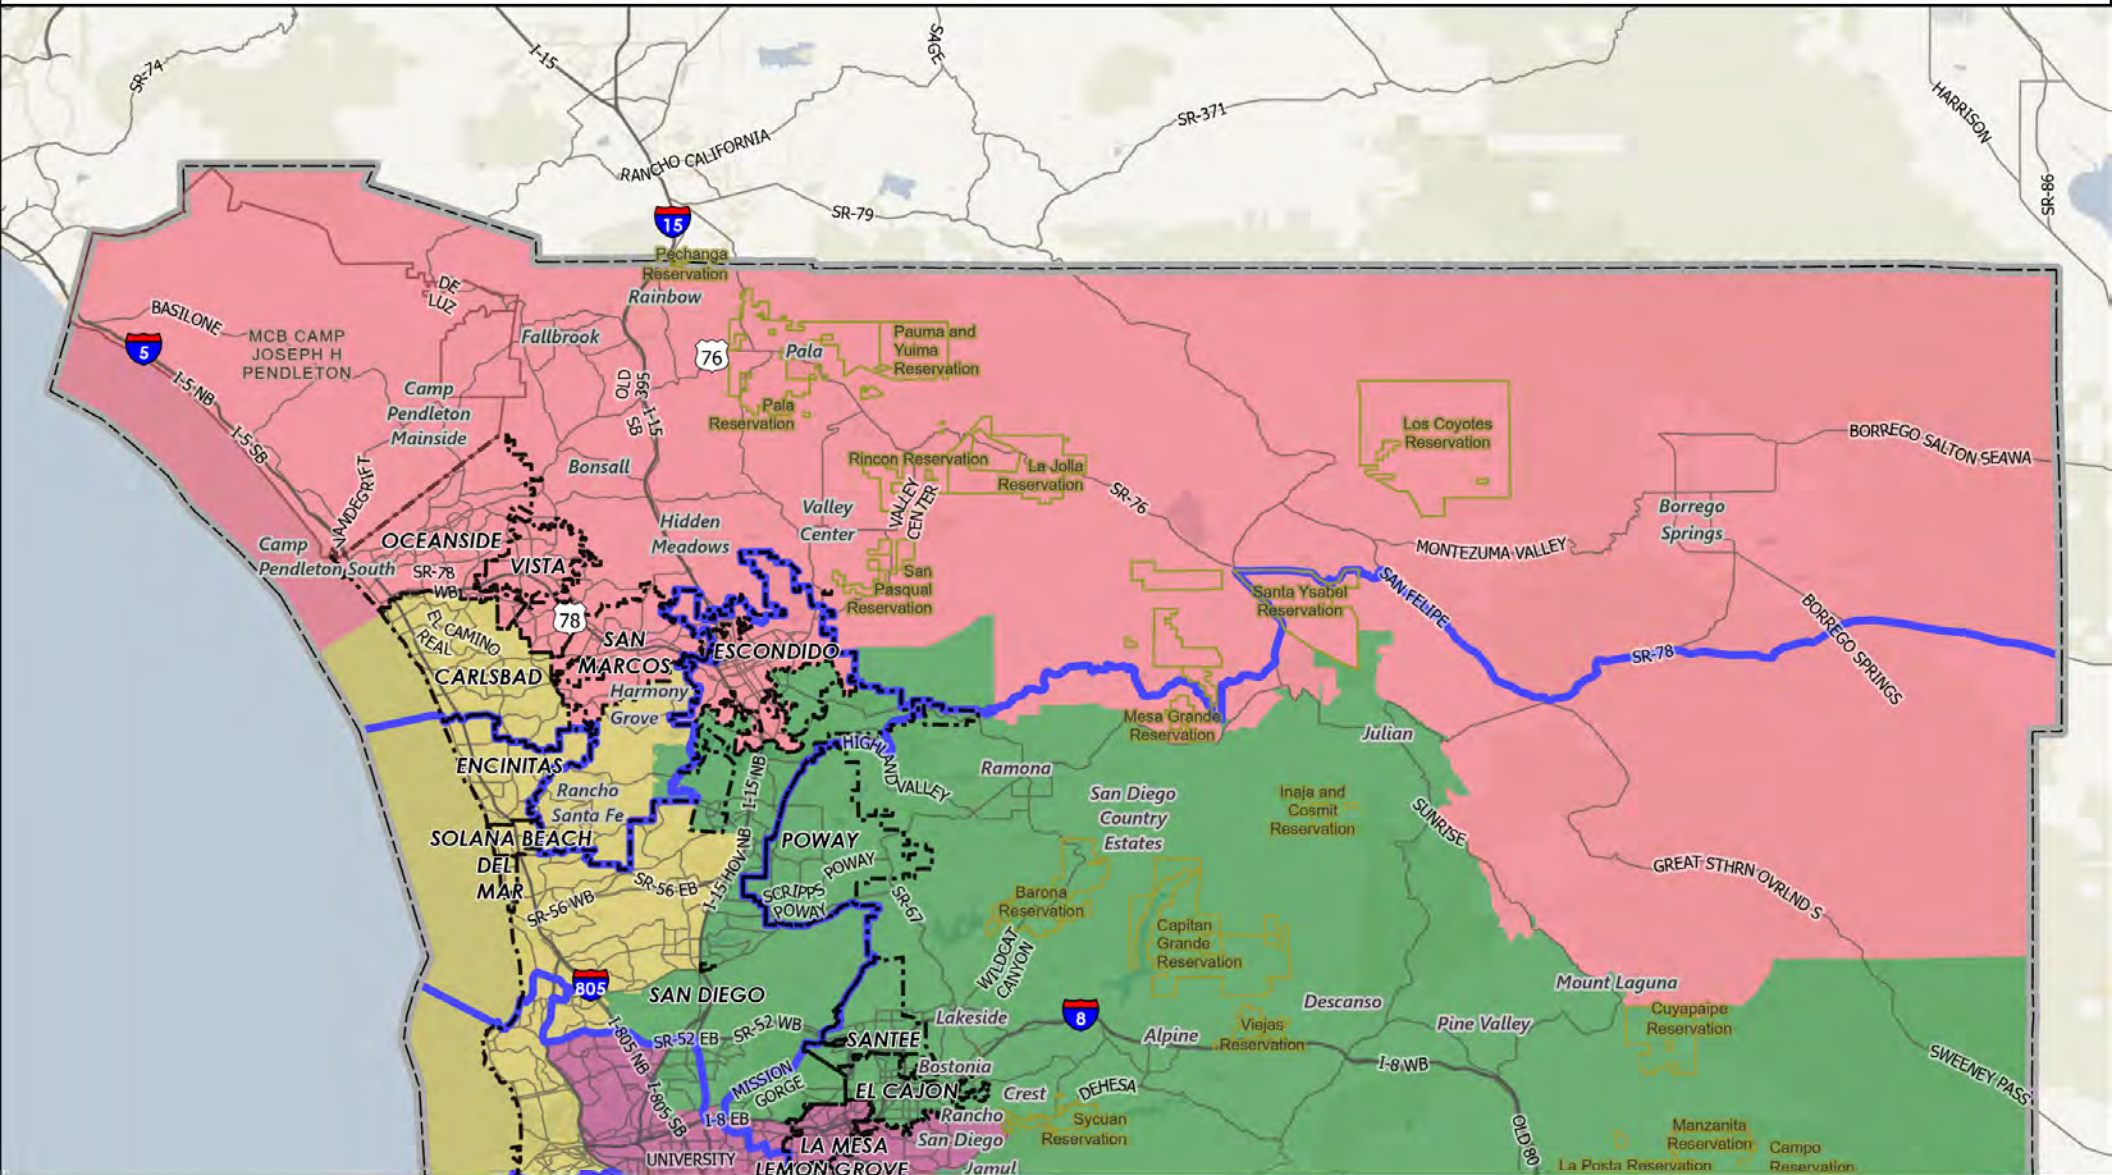 SR-74
I-15
SAGE
SR-371
HARRISON
SR-86
RANCHO CALIFORNIA
SR-79
15
Pechanga
Reservation
Rainbow
DE
LUZ
BASILONE
5
MCB CAMP
JOSEPH H
PENDLETON
Fallbrook
76
Pala
Pauma and
Yuima
Reservation
I-5 NB
Camp
Pendleton
Mainside
OLD
395
SB
I-15
Pala
Reservation
Los Coyotes
Reservation
BORREGO SALTON SEAWA
I-5 SB
VANDEGRIFT
Bonsall
Rincon Reservation
La Jolla
Reservation
VALLEY
CENTER
SR-76
Valley
Center
Hidden
Meadows
Borrego
Springs
MONTEZUMA VALLEY
OCEANSIDE
Camp
Pendleton South
SR-78
WB
VISTA
San
Pasqual
Reservation
Santa Ysabel
Reservation
SAN FELIPE
BORREGO SPRINGS
78
EL CAMINO
REAL
SAN
MARCOS
ESCONDIDO
SR-78
CARLSBAD
Harmony
Grove
Mesa Grande
Reservation
Julian
HIGHLAND
VALLEY
ENCINITAS
Ramona
Rancho
Santa Fe
I-15 NB
San Diego
Country
Estates
Inaja and
Cosmit
Reservation
SUNRISE
SOLANA BEACH
DEL
MAR
POWAY
POWAY
SR-56 EB
SR-56 WB
I-15 HOV NB
SCRIPPS
POWAY
SR-67
Barona
Reservation
GREAT STHRN OVRLND S
Capitan
Grande
Reservation
WILDCAT
CANYON
805
SAN DIEGO
Mount Laguna
Descanso
Cuyapaipe
Reservation
8
Lakeside
I-805 NB
SR-52 EB
SR-52 WB
SANTEE
Alpine
Viejas
Reservation
Pine Valley
I-8 WB
SWEENEY PASS
Bostonia
MISSION
GORGE
EL CAJON
Crest
DEHESA
I-805 SB
I-8 EB
Rancho
San Diego
Sycuan
Reservation
OLD 80
Manzanita
Reservation
Campo
Reservation
LA MESA
UNIVERSITY
LEMON GROVE
Jamul
La Posta Reservation